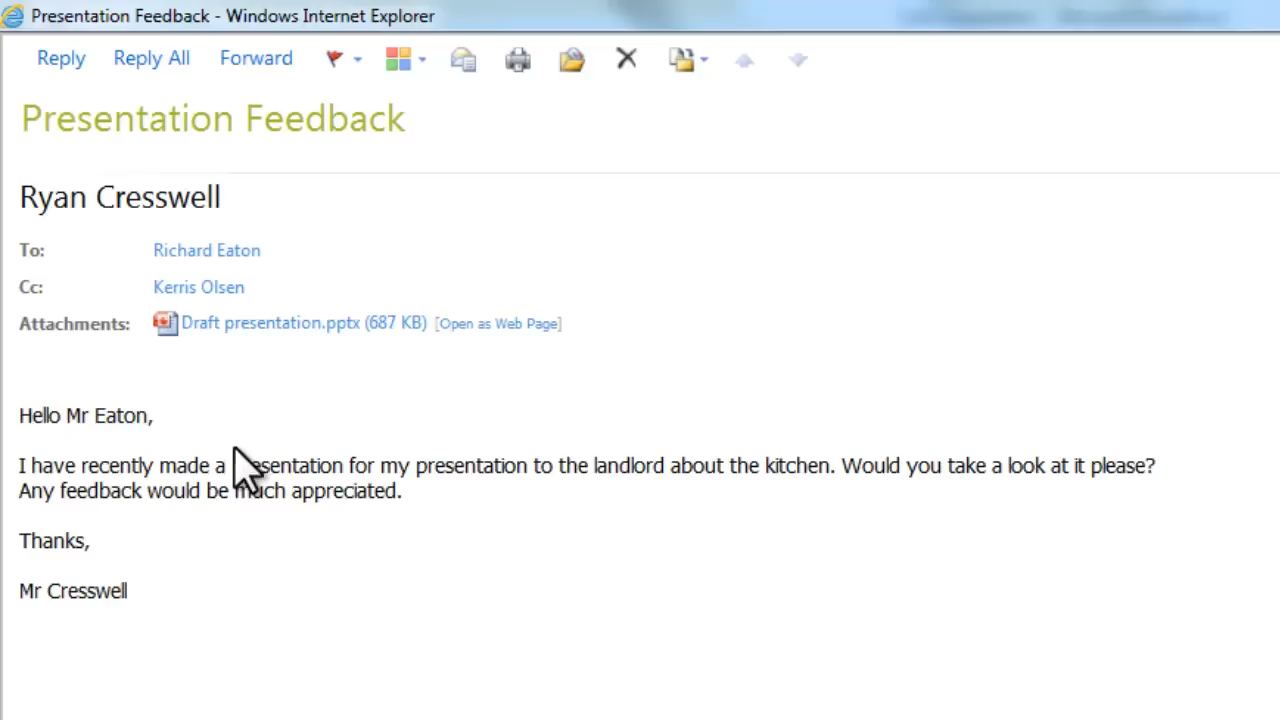 Presentation Feedback - Windows Internet Explorer
Reply Reply All Forward
Presentation Feedback
Ryan Cresswell
To: Richard Eaton
Cc: Kerris Olsen
Attachments: Draft presentation.pptx (687 KB) [Open as Web Page]
Hello Mr Eaton,
I have recently made a presentation for my presentation to the landlord about the kitchen. Would you take a look at it please?
Any feedback would be much appreciated.
Thanks,
Mr Cresswell